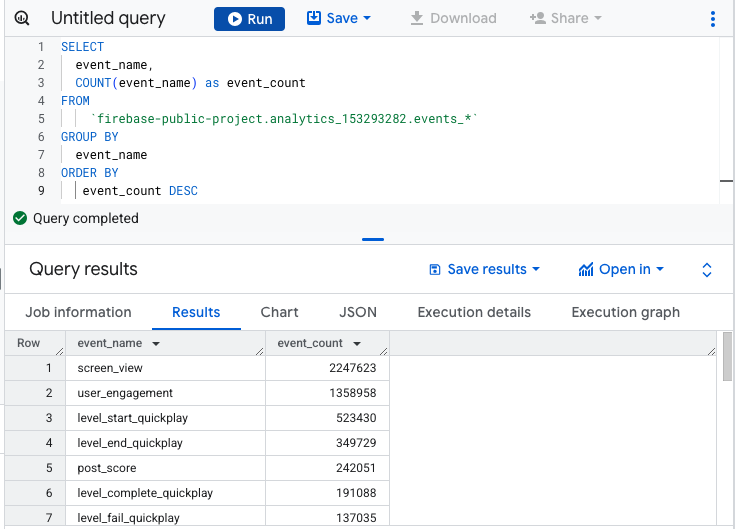 Untitled query Run Save Download Share
1 SELECT
2 event_name,
3 COUNT(event_name) as event_count
4 FROM
5 `firebase-public-project.analytics_153293282.events_*`
6 GROUP BY
7 event_name
8 ORDER BY
9 event_count DESC
Query completed
Query results Save results Open in
Job information Results Chart JSON Execution details Execution graph
Row event_name event_count
1 screen_view 2247623
2 user_engagement 1358958
3 level_start_quickplay 523430
4 level_end_quickplay 349729
5 post_score 242051
6 level_complete_quickplay 191088
7 level_fail_quickplay 137035